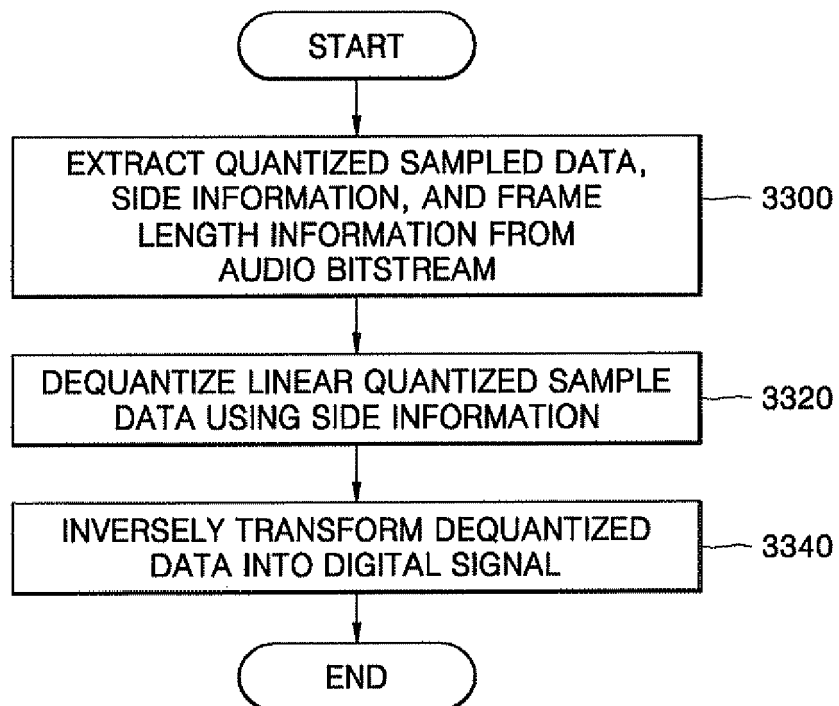 START
EXTRACT QUANTIZED SAMPLED DATA,
SIDE INFORMATION, AND FRAME
LENGTH INFORMATION FROM
AUDIO BITSTREAM
3300
DEQUANTIZE LINEAR QUANTIZED SAMPLE
DATA USING SIDE INFORMATION
3320
INVERSELY TRANSFORM DEQUANTIZED
DATA INTO DIGITAL SIGNAL
3340
END